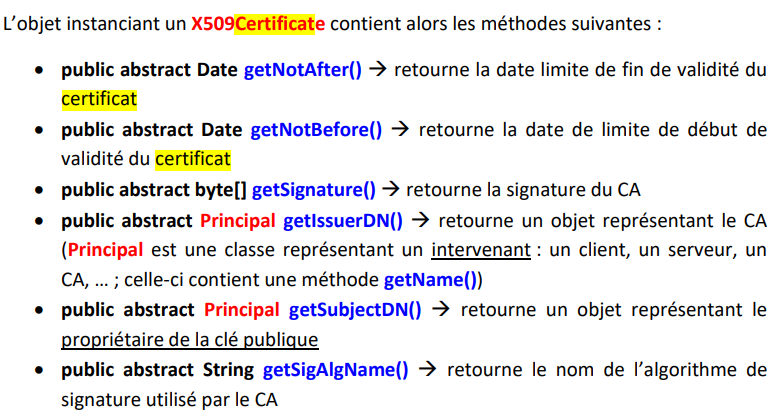 L’objet instanciant un X509Certificate contient alors les méthodes suivantes :
• public abstract Date getNotAfter() → retourne la date limite de fin de validité du
certificat
• public abstract Date getNotBefore() → retourne la date de limite de début de
validité du certificat
• public abstract byte[] getSignature() → retourne la signature du CA
• public abstract Principal getIssuerDN() → retourne un objet représentant le CA
(Principal est une classe représentant un intervenant : un client, un serveur, un
CA, … ; celle-ci contient une méthode getName())
• public abstract Principal getSubjectDN() → retourne un objet représentant le
propriétaire de la clé publique
• public abstract String getSigAlgName() → retourne le nom de l’algorithme de
signature utilisé par le CA